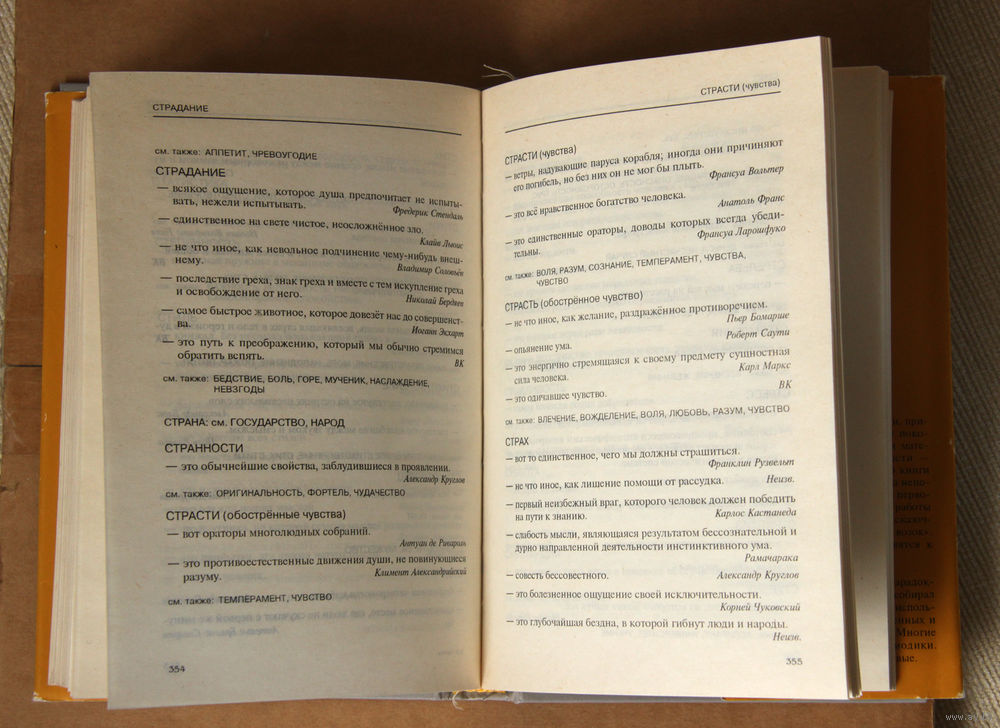 СТРАДАНИЕ
см. также: АППЕТИТ, ЧРЕВОУГОДИЕ
СТРАДАНИЕ
— всякое ощущение, которое душа предпочитает не испыты-
вать, нежели испытывать.
Фредерик Стендаль
— единственное на свете чистое, неосложнённое зло.
Клайв Льюис
— не что иное, как невольное подчинение чему-нибудь внеш-
нему.
Владимир Соловьёв
— последствие греха, знак греха и вместе с тем искупление греха
и освобождение от него.
Николай Бердяев
— самое быстрое животное, которое довезёт нас до совершенст-
ва.
Иоганн Экхарт
— это путь к преображению, который мы обычно стремимся
обратить вспять.
ВК
см. также: БЕДСТВИЕ, БОЛЬ, ГОРЕ, МУЧЕНИК, НАСЛАЖДЕНИЕ,
НЕВЗГОДЫ
СТРАНА: см. ГОСУДАРСТВО, НАРОД
СТРАННОСТИ
— это обычнейшие свойства, заблудившиеся в проявлении.
Александр Круглов
см. также: ОРИГИНАЛЬНОСТЬ, ФОРТЕЛЬ, ЧУДАЧЕСТВО
СТРАСТИ (обострённые чувства)
— вот ораторы многолюдных собраний.
Антуан де Ривароль
— это противоестественные движения души, не повинующиеся
разуму.
Климент Александрийский
см. также: ТЕМПЕРАМЕНТ, ЧУВСТВО
354
СТРАСТИ (чувства)
СТРАСТИ (чувства)
— ветры, надувающие паруса корабля; иногда они причиняют
его погибель, но без них он не мог бы плыть.
Франсуа Вольтер
— это всё нравственное богатство человека.
Анатоль Франс
— это единственные ораторы, доводы которых всегда убеди-
тельны.
Франсуа Ларошфуко
см. также: ВОЛЯ, РАЗУМ, СОЗНАНИЕ, ТЕМПЕРАМЕНТ, ЧУВСТВА,
ЧУВСТВО
СТРАСТЬ (обострённое чувство)
— не что иное, как желание, раздражённое противоречием.
Пьер Бомарше
— опьянение ума.
Роберт Саути
— это энергично стремящаяся к своему предмету сущностная
сила человека.
Карл Маркс
— это одичавшее чувство.
ВК
см. также: ВЛЕЧЕНИЕ, ВОЖДЕЛЕНИЕ, ВОЛЯ, ЛЮБОВЬ, РАЗУМ, ЧУВСТВО
СТРАХ
— вот то единственное, чего мы должны страшиться.
Франклин Рузвельт
— не что иное, как лишение помощи от рассудка.
Неизв.
— первый неизбежный враг, которого человек должен победить
на пути к знанию.
Карлос Кастанеда
— слабость мысли, являющаяся результатом бессознательной и
дурно направленной деятельности инстинктивного ума.
Рамачарака
— совесть бессовестного.
Александр Круглов
— это болезненное ощущение своей исключительности.
Корней Чуковский
— это глубочайшая бездна, в которой гибнут люди и народы.
Неизв.
355